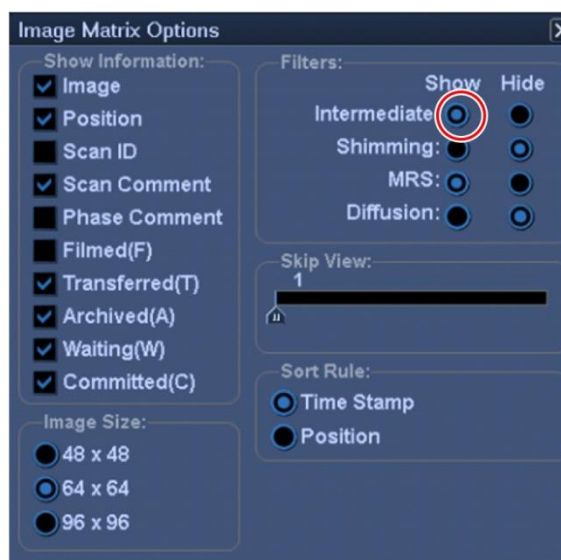 Image Matrix Options
Show Information:
Image
Position
Scan ID
Scan Comment
Phase Comment
Filmed(F)
Transferred(T)
Archived(A)
Waiting(W)
Committed(C)
Image Size:
48 x 48
64 x 64
96 x 96
Filters:
Show Hide
Intermediate
Shimming:
MRS:
Diffusion:
Skip View:
1
Sort Rule:
Time Stamp
Position